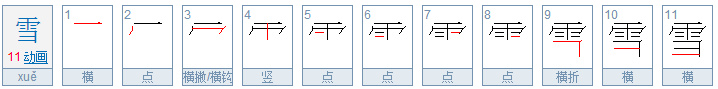 雪 1 2 3 4 5 6 7 8 9 10 11
11 动画
xuě 横 点 横撇/横钩 竖 点 点 点 点 横折 横 横